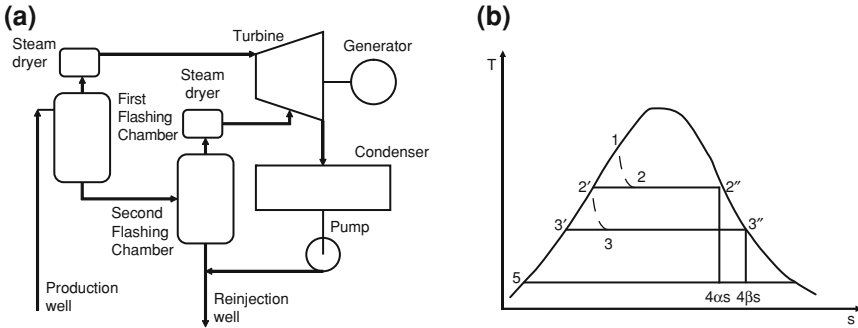 (a)
Steam
dryer
Turbine
Generator
Steam
dryer
First
Flashing
Chamber
Condenser
Second
Flashing
Chamber
Pump
Production
well
Reinjection
well
(b)
T
1
2
2'
2"
3'
3"
3
5
4αs
4βs
s